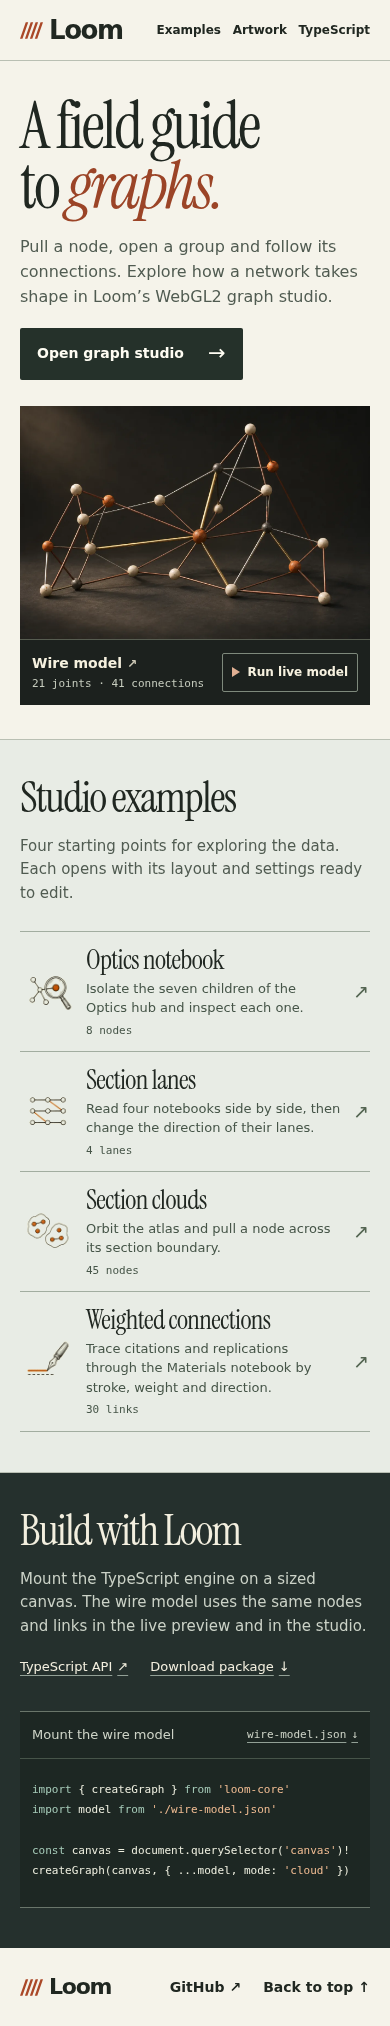 Loom
Examples Artwork TypeScript
A field guide
to graphs.
Pull a node, open a group and follow its
connections. Explore how a network takes
shape in Loom’s WebGL2 graph studio.
Open graph studio →
Wire model ↗
21 joints · 41 connections
Run live model
Studio examples
Four starting points for exploring the data.
Each opens with its layout and settings ready
to edit.
Optics notebook
Isolate the seven children of the
Optics hub and inspect each one.
8 nodes
↗
Section lanes
Read four notebooks side by side, then
change the direction of their lanes.
4 lanes
↗
Section clouds
Orbit the atlas and pull a node across
its section boundary.
45 nodes
↗
Weighted connections
Trace citations and replications
through the Materials notebook by
stroke, weight and direction.
30 links
↗
Build with Loom
Mount the TypeScript engine on a sized
canvas. The wire model uses the same nodes
and links in the live preview and in the studio.
TypeScript API ↗ Download package ↓
Mount the wire model wire-model.json ↓
import { createGraph } from 'loom-core'
import model from './wire-model.json'
const canvas = document.querySelector('canvas')!
createGraph(canvas, { ...model, mode: 'cloud' })
Loom
GitHub ↗ Back to top ↑